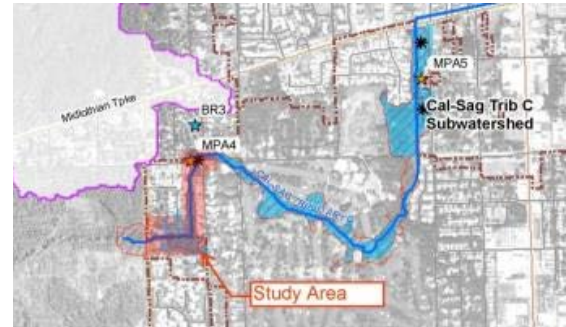 MPA5
Midlothian Tpke
BR3
Cal-Sag Trib C
Subwatershed
MPA4
Study Area